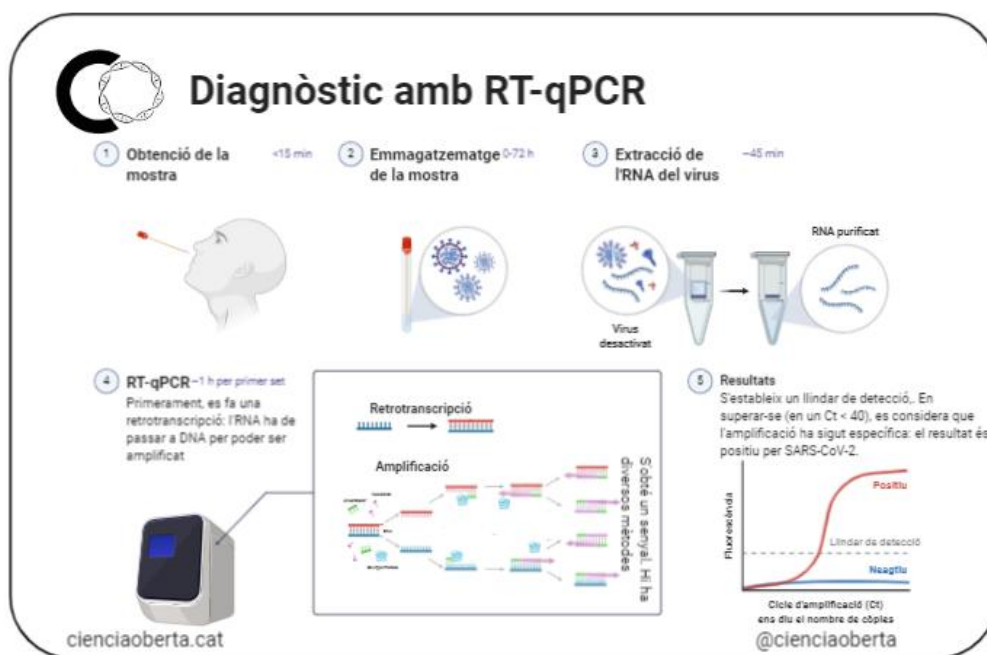 Diagnòstic amb RT-qPCR
1 Obtenció de la <15 min
mostra
2 Emmagatzematge 0-72 h
de la mostra
3 Extracció de ~45 min
l'RNA del virus
RNA purificat
Virus
desactivat
4 RT-qPCR ~1 h per primer set
Primerament, es fa una
retrotranscripció: l'RNA ha de
passar a DNA per poder ser
amplificat
Retrotranscripció
Amplificació
S'obté un senyal. Hi ha
diversos mètodes
5 Resultats
S'estableix un llindar de detecció,. En
superar-se (en un Ct < 40), es considera que
l'amplificació ha sigut específica: el resultat és
positiu per SARS-CoV-2.
Fluorescència
Positiu
Llindar de detecció
Neagtiu
Cicle d'amplificació (Ct)
ens diu el nombre de còpies
cienciaoberta.cat
@cienciaoberta